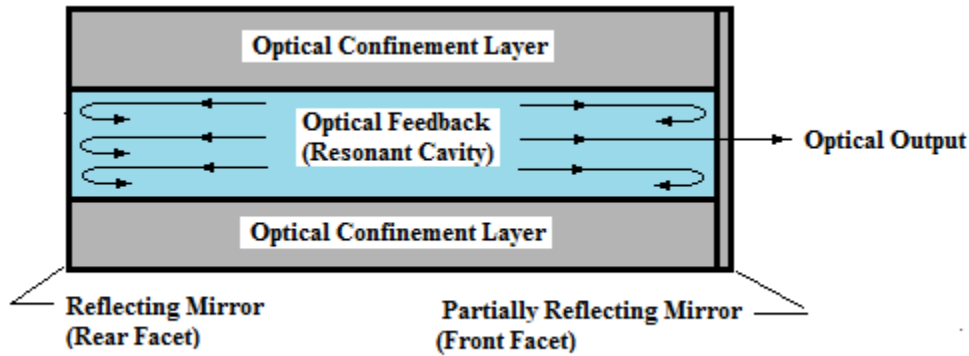 Optical Confinement Layer
Optical Feedback
(Resonant Cavity)
Optical Output
Optical Confinement Layer
Reflecting Mirror
(Rear Facet)
Partially Reflecting Mirror
(Front Facet)